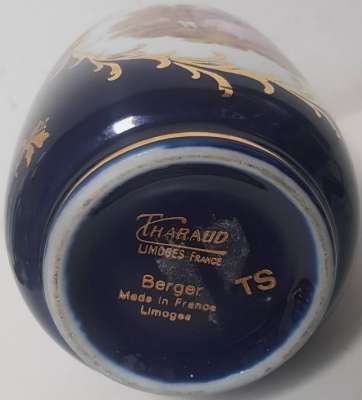 THARAUD
LIMOGES FRANCE
Berger
TS
Made in France
Limoges